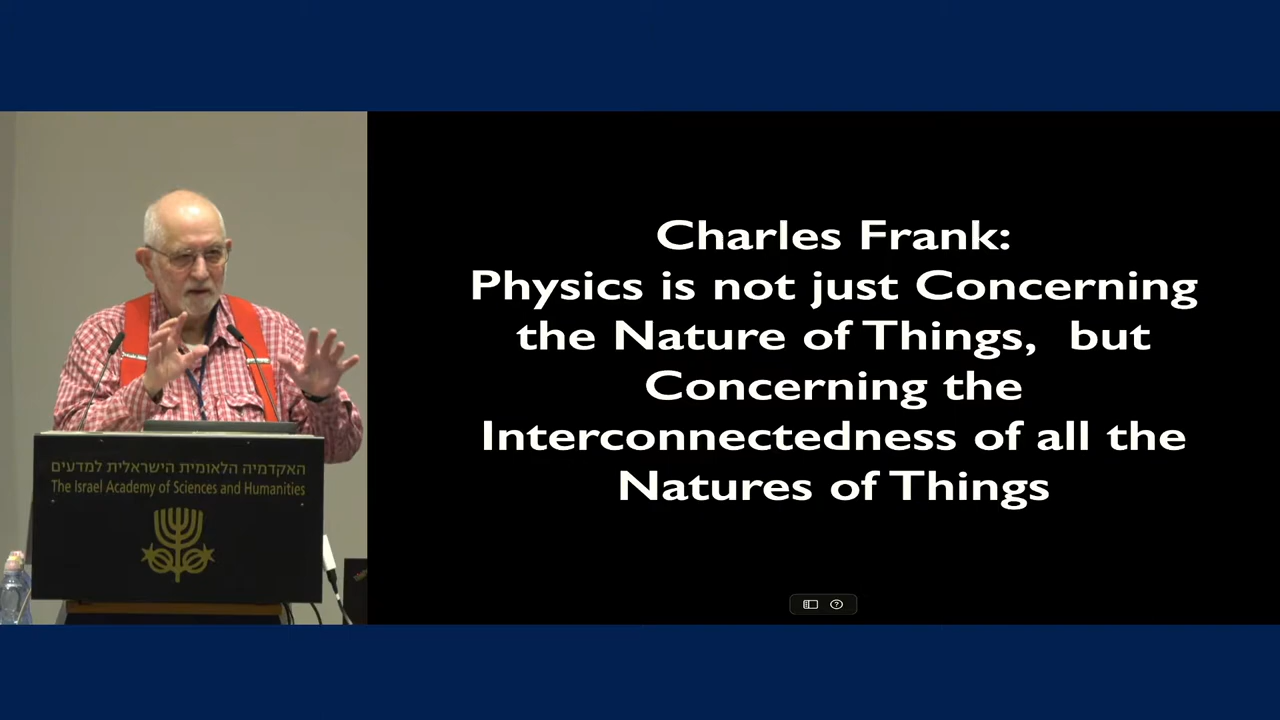 Charles Frank:
Physics is not just Concerning
the Nature of Things, but
Concerning the
Interconnectedness of all the
Natures of Things
האקדמיה הלאומית הישראלית למדעים
The Israel Academy of Sciences and Humanities